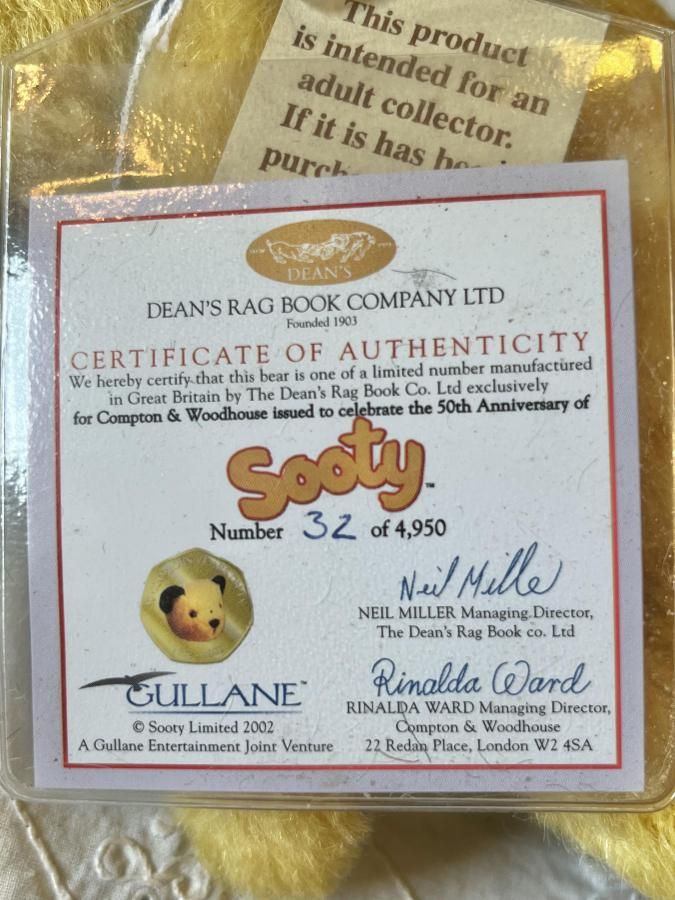 This product
is intended for an
adult collector.
If it is has
DEAN'S
DEAN'S RAG BOOK COMPANY LTD
Founded 1903
CERTIFICATE OF AUTHENTICITY
We hereby certify that this bear is one of a limited number manufactured
in Great Britain by The Dean's Rag Book Co. Ltd exclusively
for Compton & Woodhouse issued to celebrate the 50th Anniversary of
Sooty™
Number 32 of 4,950
Neil Miller
NEIL MILLER Managing Director,
The Dean's Rag Book co. Ltd
GULLANE™
© Sooty Limited 2002
A Gullane Entertainment Joint Venture
Rinalda Ward
RINALDA WARD Managing Director,
Compton & Woodhouse
22 Redan Place, London W2 4SA